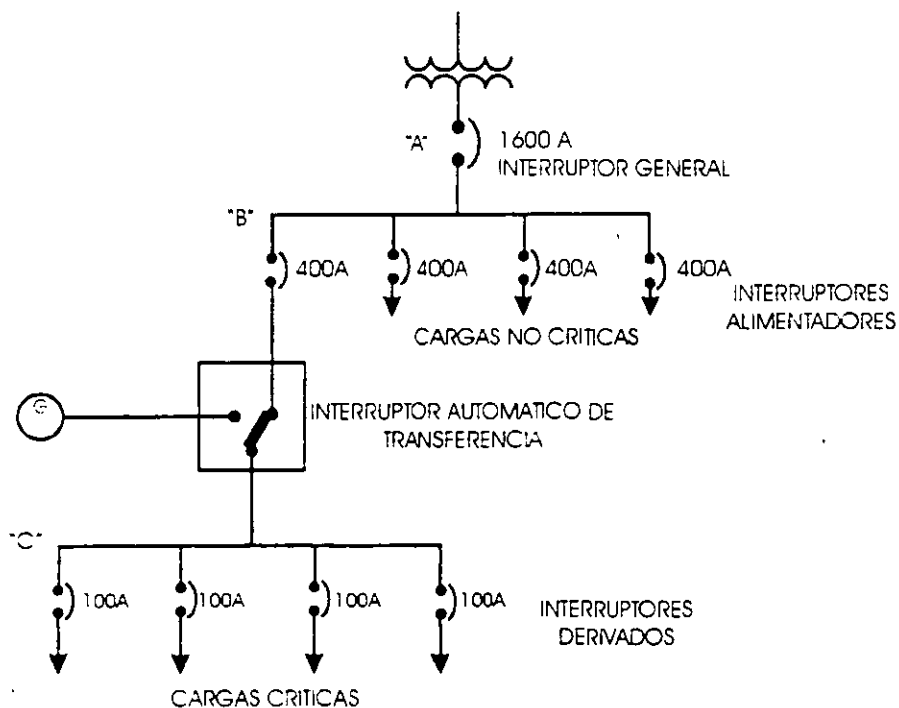 "A"
1600 A
INTERRUPTOR GENERAL
"B"
400A
400A
400A
400A
INTERRUPTORES
ALIMENTADORES
CARGAS NO CRITICAS
G
INTERRUPTOR AUTOMATICO DE
TRANSFERENCIA
"C"
100A
100A
100A
100A
INTERRUPTORES
DERIVADOS
CARGAS CRITICAS